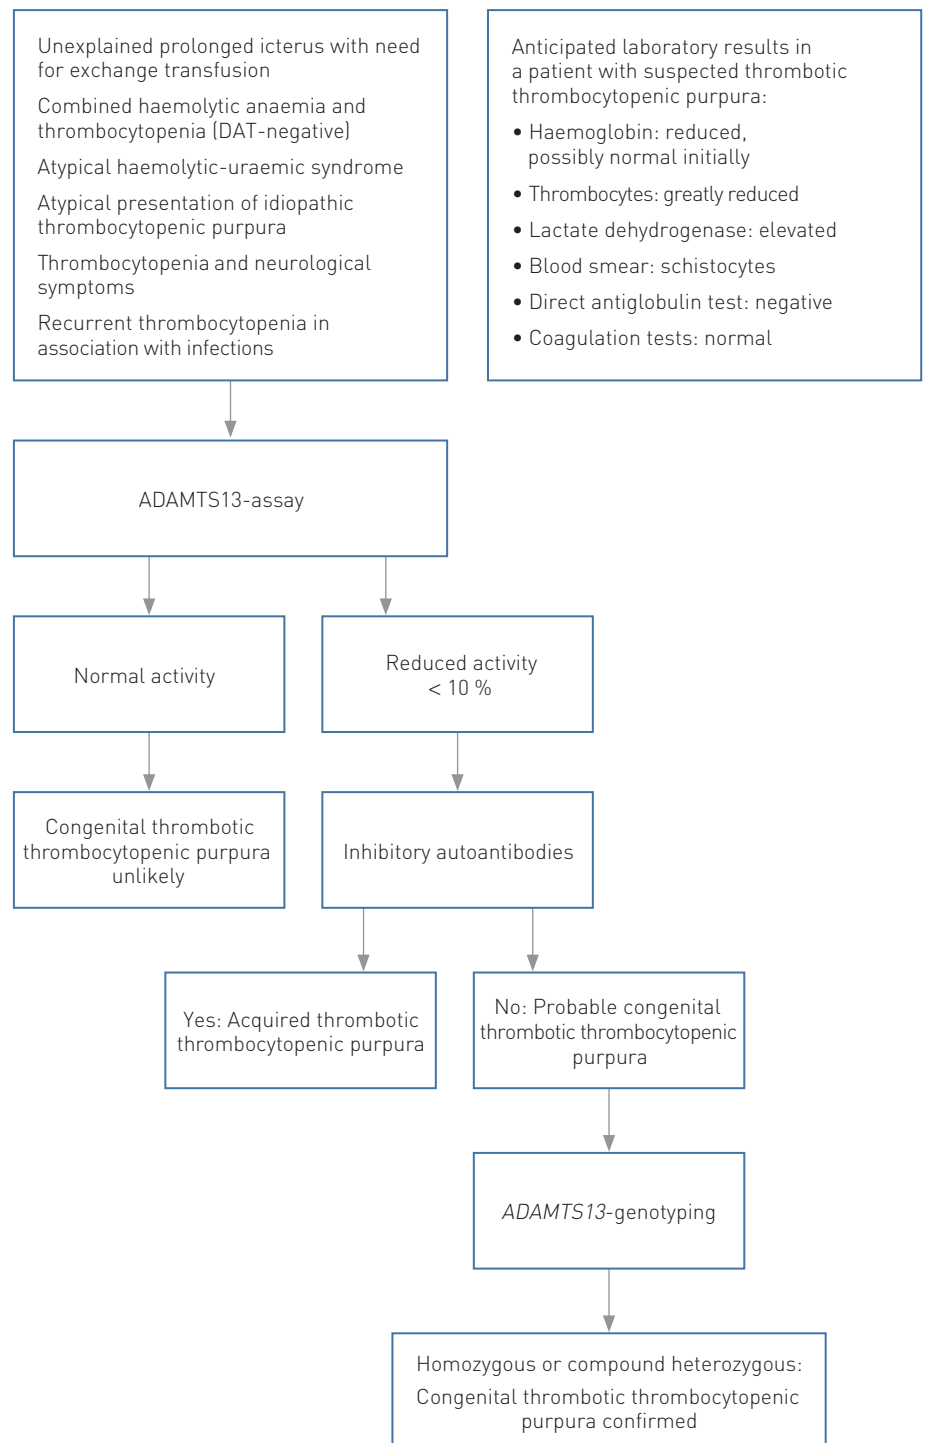 Unexplained prolonged icterus with need
for exchange transfusion
Combined haemolytic anaemia and
thrombocytopenia (DAT-negative)
Atypical haemolytic-uraemic syndrome
Atypical presentation of idiopathic
thrombocytopenic purpura
Thrombocytopenia and neurological
symptoms
Recurrent thrombocytopenia in
association with infections
Anticipated laboratory results in
a patient with suspected thrombotic
thrombocytopenic purpura:
• Haemoglobin: reduced,
possibly normal initially
• Thrombocytes: greatly reduced
• Lactate dehydrogenase: elevated
• Blood smear: schistocytes
• Direct antiglobulin test: negative
• Coagulation tests: normal
ADAMTS13-assay
Normal activity
Reduced activity
< 10 %
Congenital thrombotic
thrombocytopenic purpura
unlikely
Inhibitory autoantibodies
Yes: Acquired thrombotic
thrombocytopenic purpura
No: Probable congenital
thrombotic thrombocytopenic
purpura
ADAMTS13-genotyping
Homozygous or compound heterozygous:
Congenital thrombotic thrombocytopenic
purpura confirmed